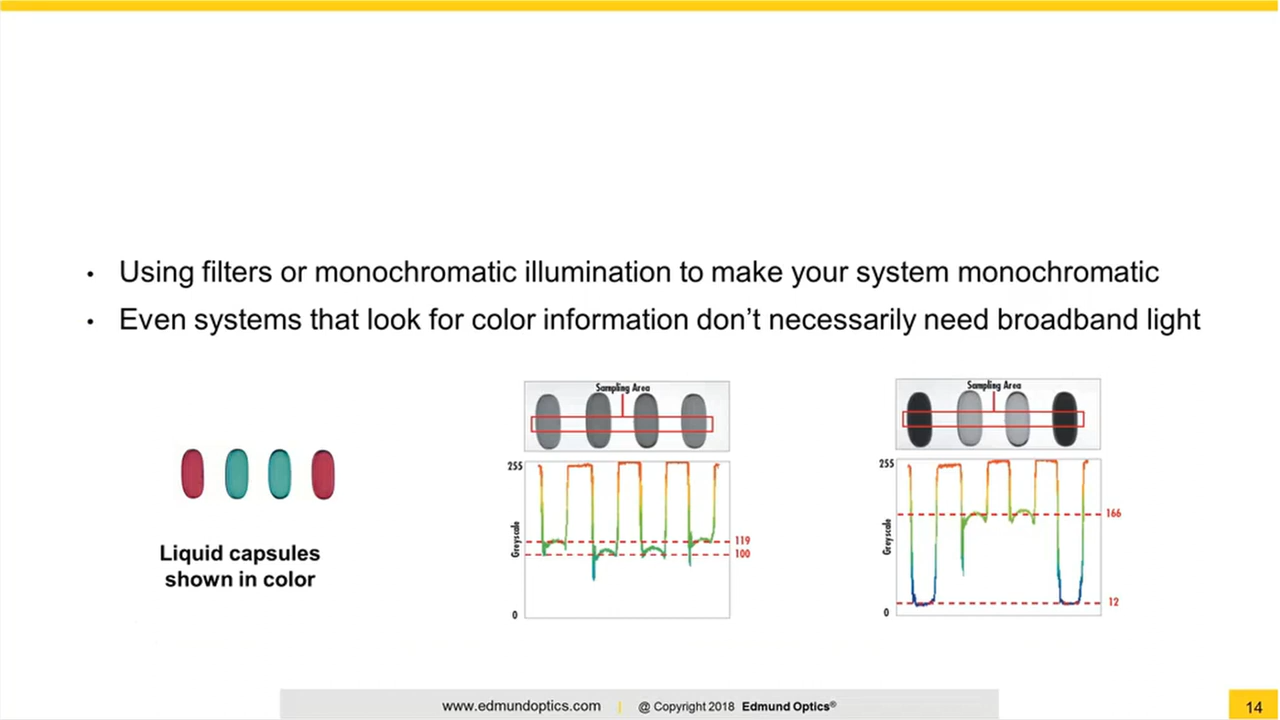 • Using filters or monochromatic illumination to make your system monochromatic
• Even systems that look for color information don’t necessarily need broadband light
Liquid capsules
shown in color
Sampling Area
255
Greyscale
119
100
0
Sampling Area
255
Greyscale
166
12
0
www.edmundoptics.com | @ Copyright 2018 Edmund Optics®
14